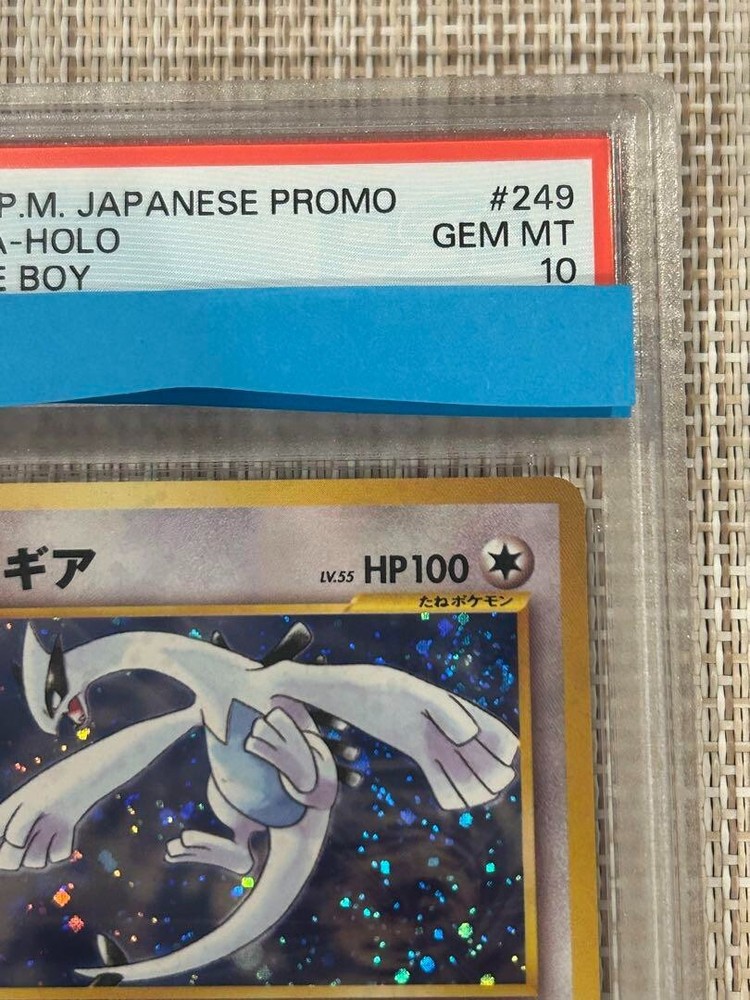 P.M. JAPANESE PROMO #249
A-HOLO GEM MT
E BOY 10
ギア LV.55 HP100
たねポケモン